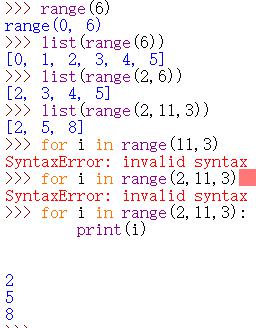 >>> range(6)
range(0, 6)
>>> list(range(6))
[0, 1, 2, 3, 4, 5]
>>> list(range(2,6))
[2, 3, 4, 5]
>>> list(range(2,11,3))
[2, 5, 8]
>>> for i in range(11,3)
SyntaxError: invalid syntax
>>> for i in range(2,11,3)
SyntaxError: invalid syntax
>>> for i in range(2,11,3):
        print(i)
2
5
8
>>>